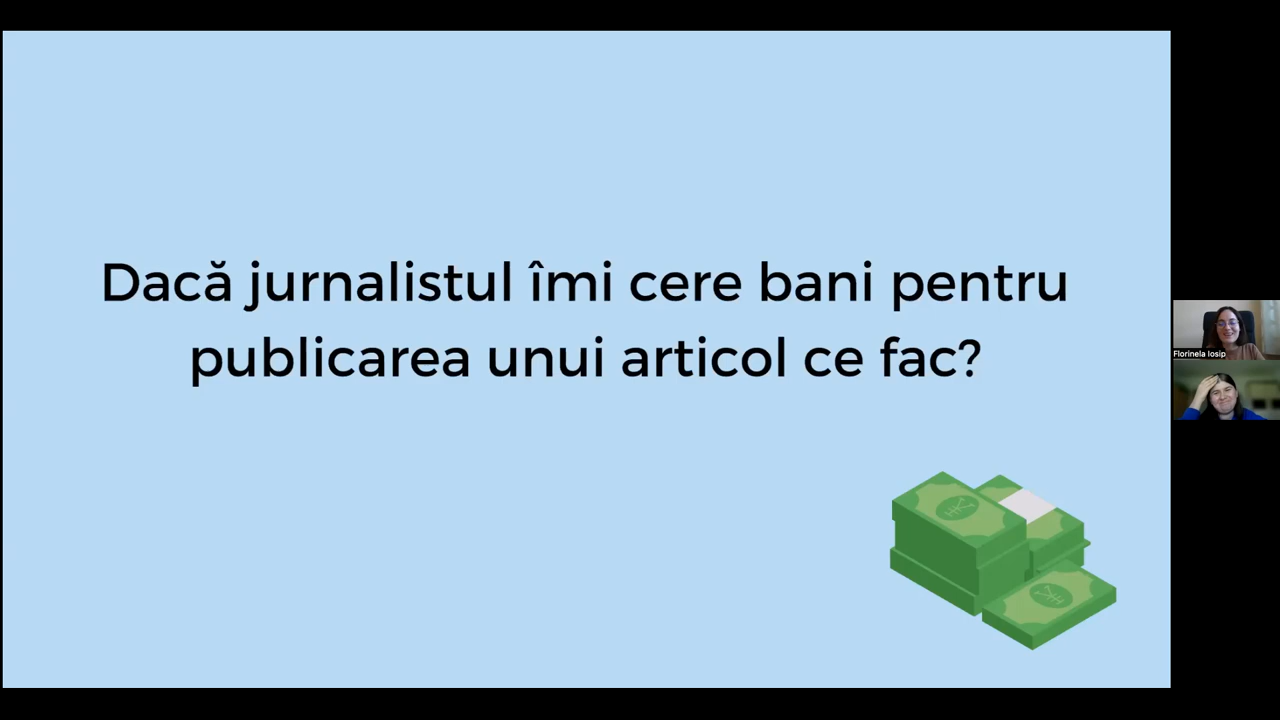 Dacă jurnalistul îmi cere bani pentru
publicarea unui articol ce fac?
Florinela Iosip